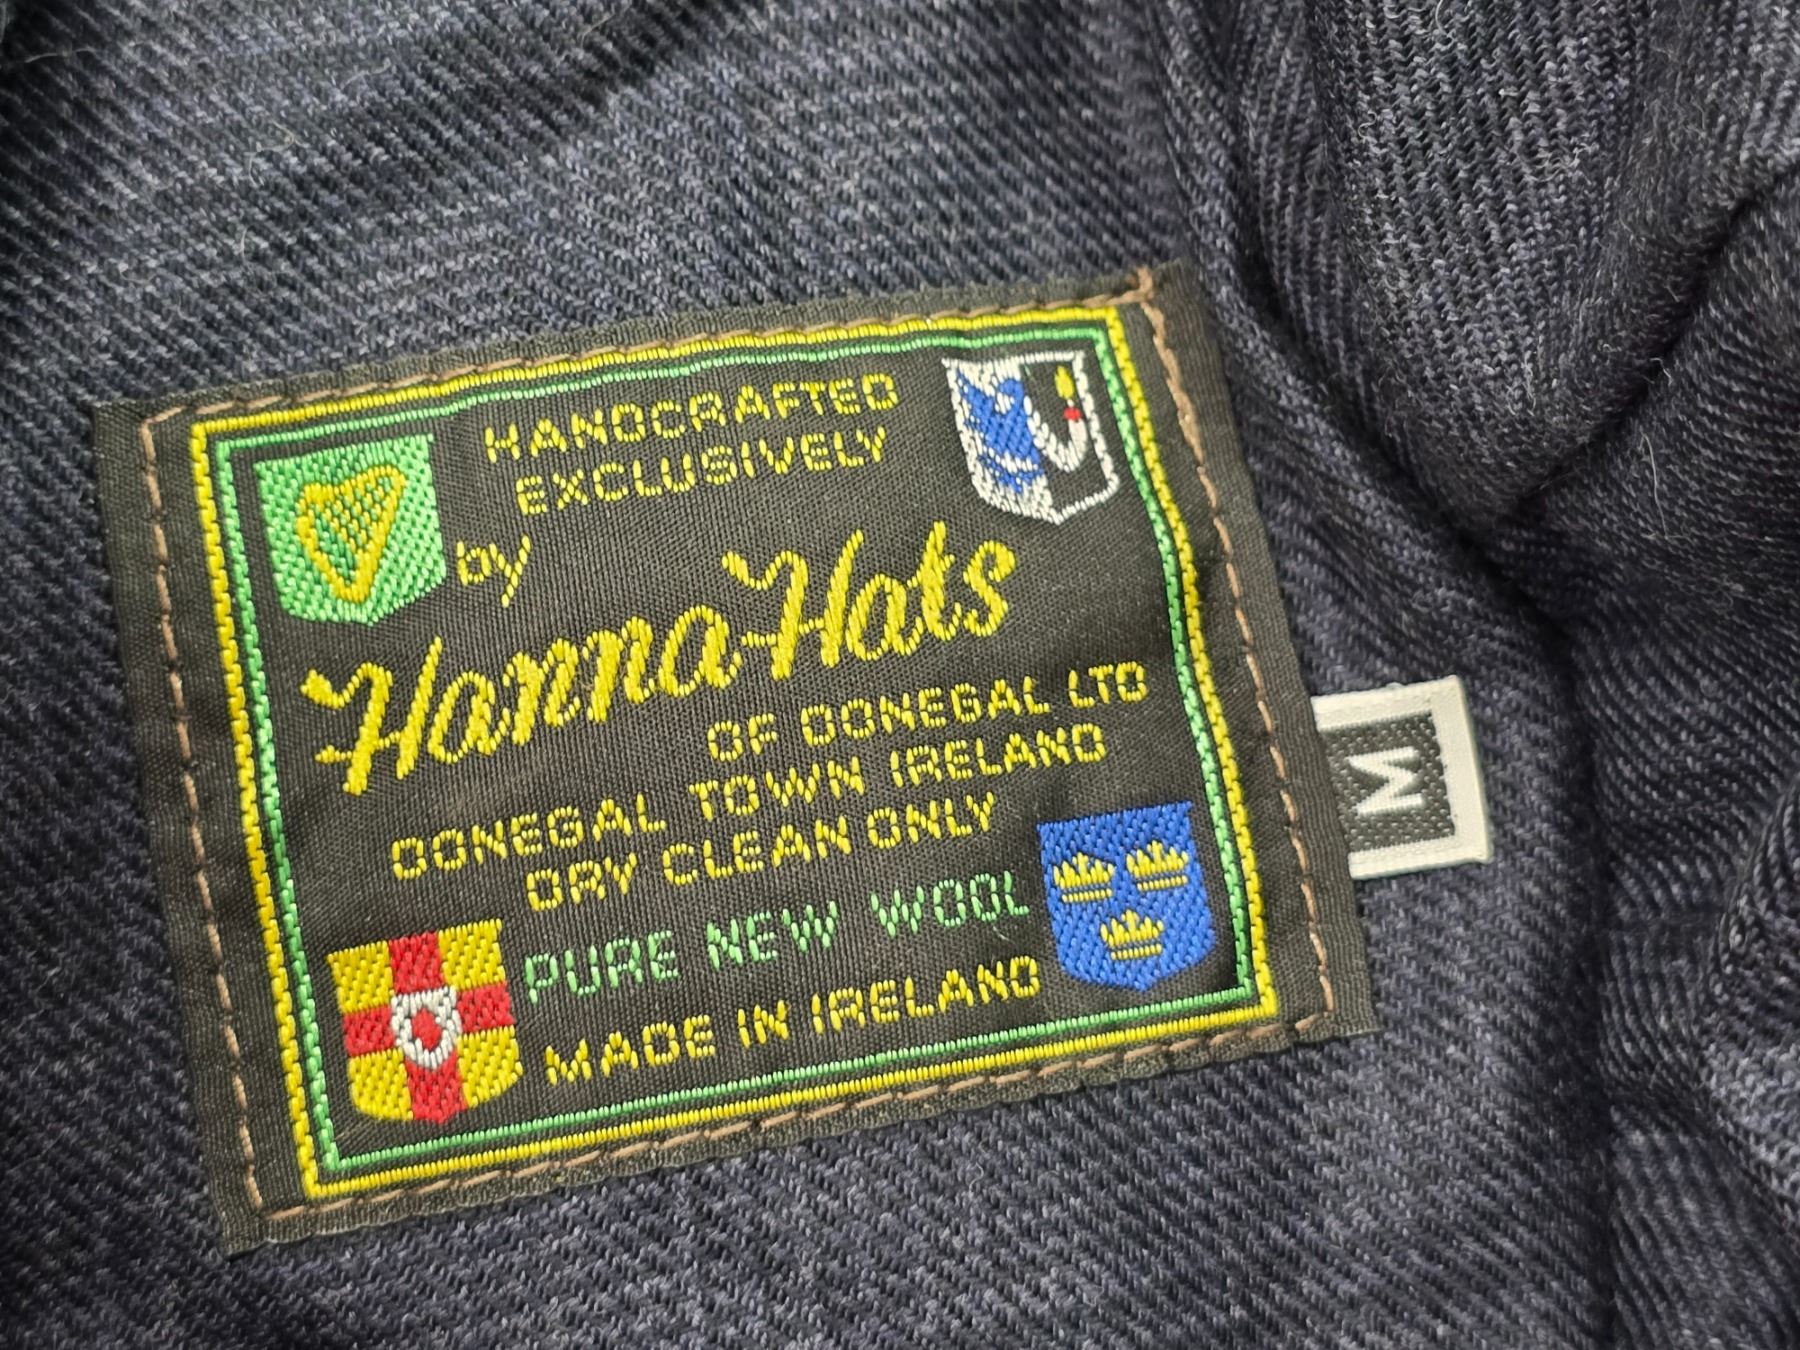 HANDCRAFTED
EXCLUSIVELY
by
Hanna Hats
OF DONEGAL LTD
DONEGAL TOWN IRELAND
DRY CLEAN ONLY
PURE NEW WOOL
MADE IN IRELAND
M